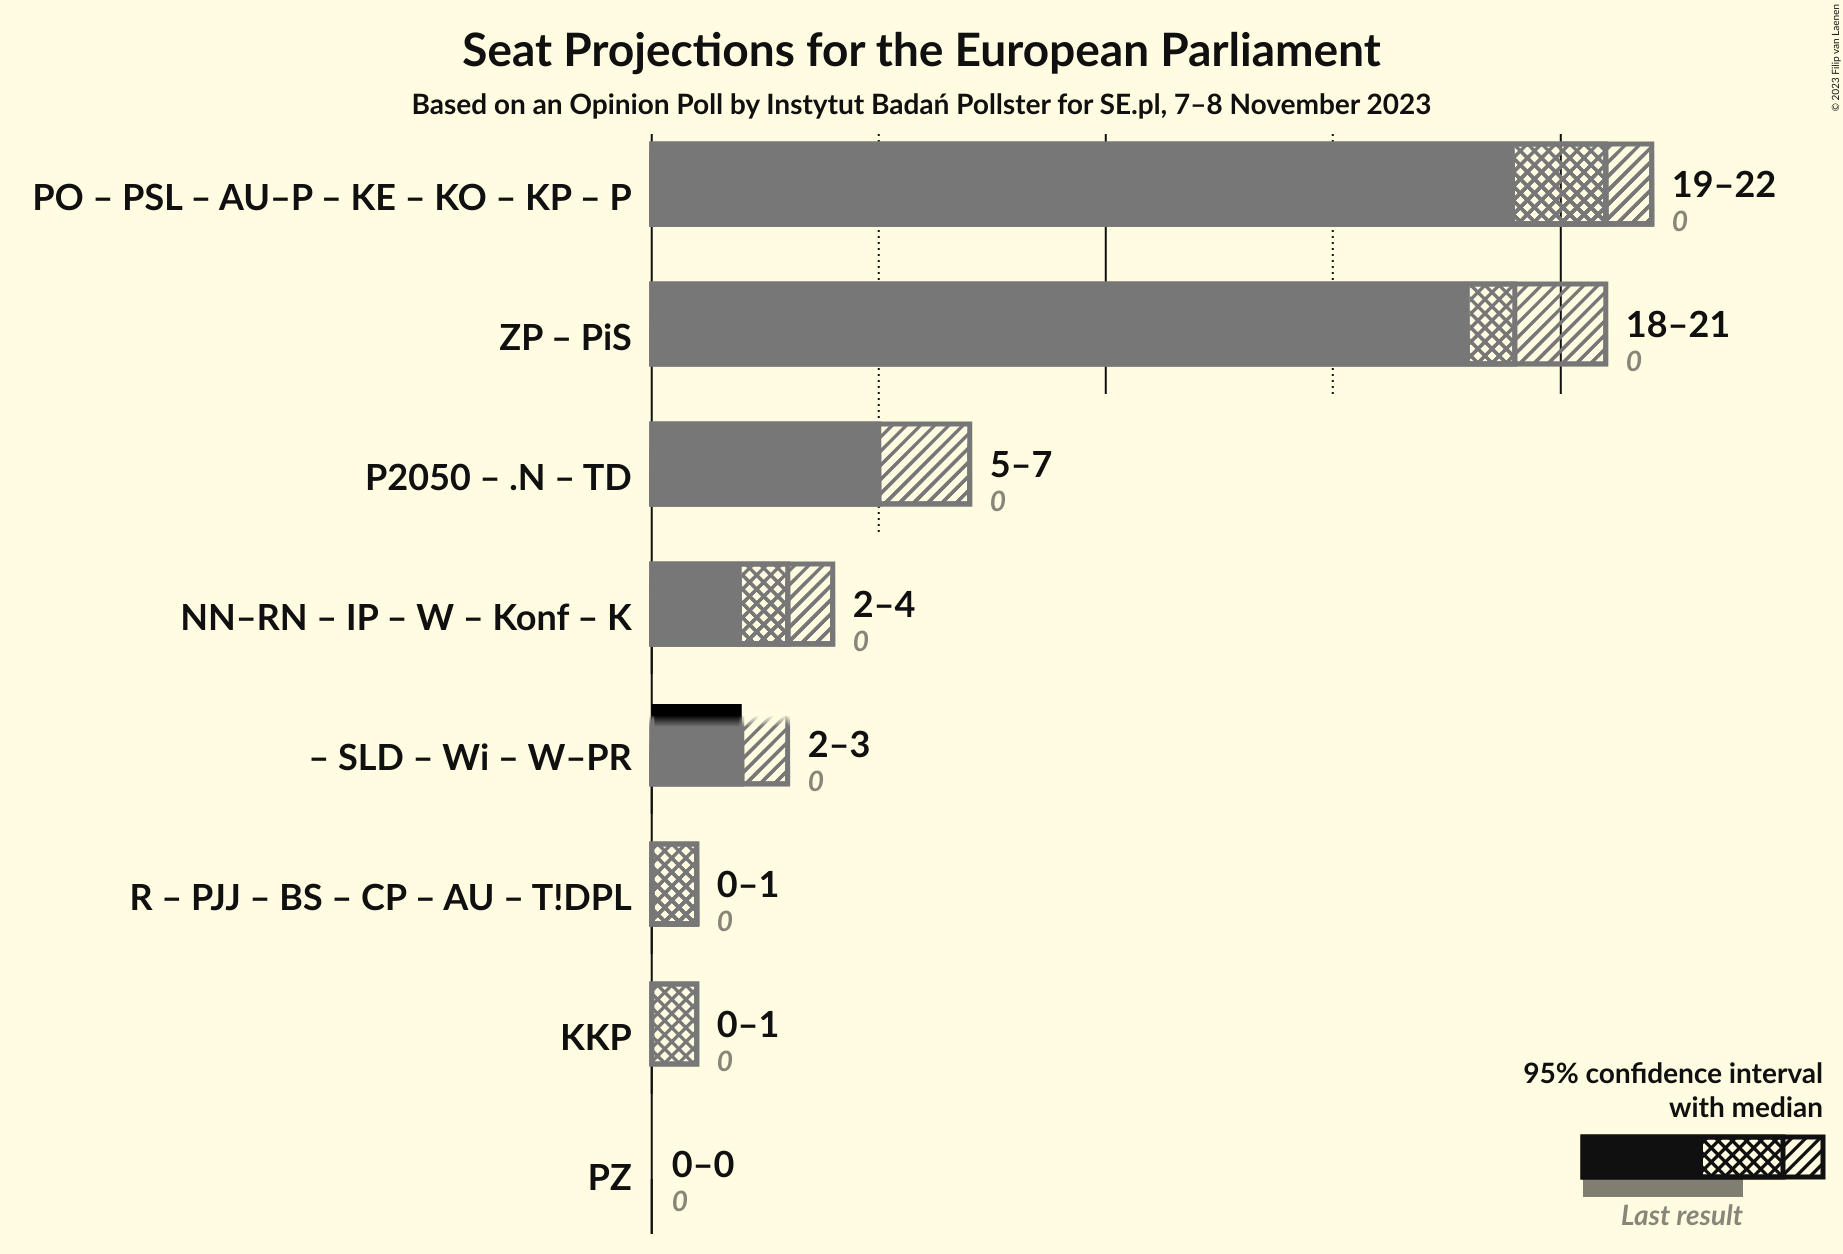 Seat Projections for the European Parliament
Based on an Opinion Poll by Instytut Badań Pollster for SE.pl, 7–8 November 2023
© 2023 Filip van Laenen
PO – PSL – AU–P – KE – KO – KP – P
19–22
0
ZP – PiS
18–21
0
P2050 – .N – TD
5–7
0
NN–RN – IP – W – Konf – K
2–4
0
– SLD – Wi – W–PR
2–3
0
R – PJJ – BS – CP – AU – T!DPL
0–1
0
KKP
0–1
0
PZ
0–0
0
95% confidence interval
with median
Last result